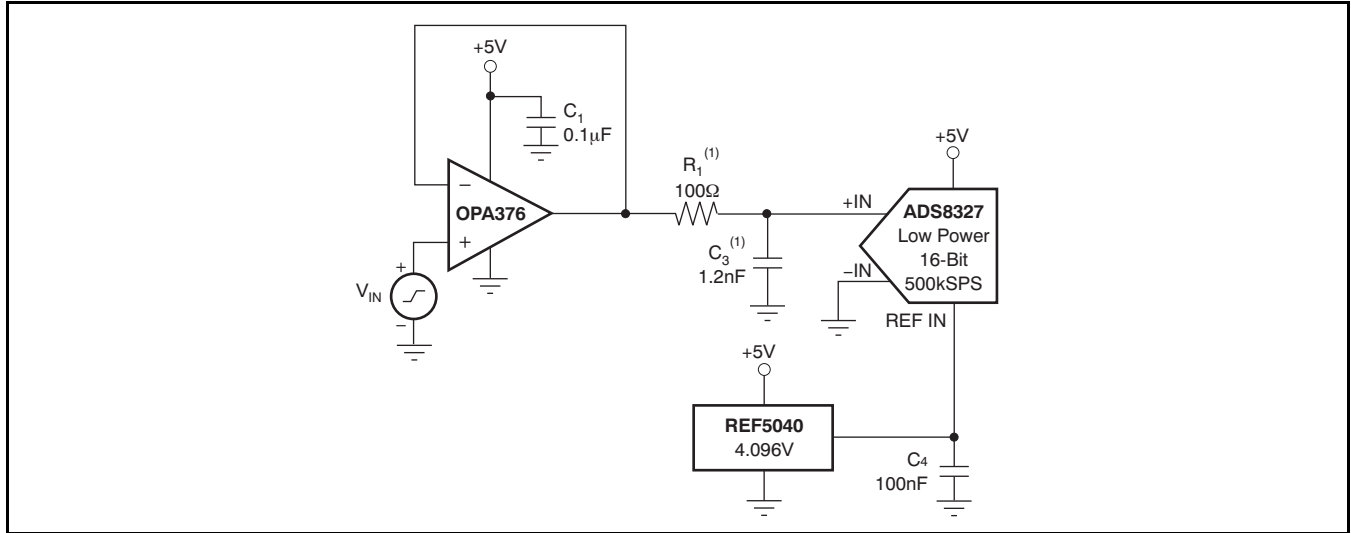 +5V
C1
0.1μF
−
OPA376
+
+
VIN
−
R1(1)
100Ω
C3(1)
1.2nF
+5V
+IN
ADS8327
Low Power
16-Bit
500kSPS
−IN
REF IN
+5V
REF5040
4.096V
C4
100nF